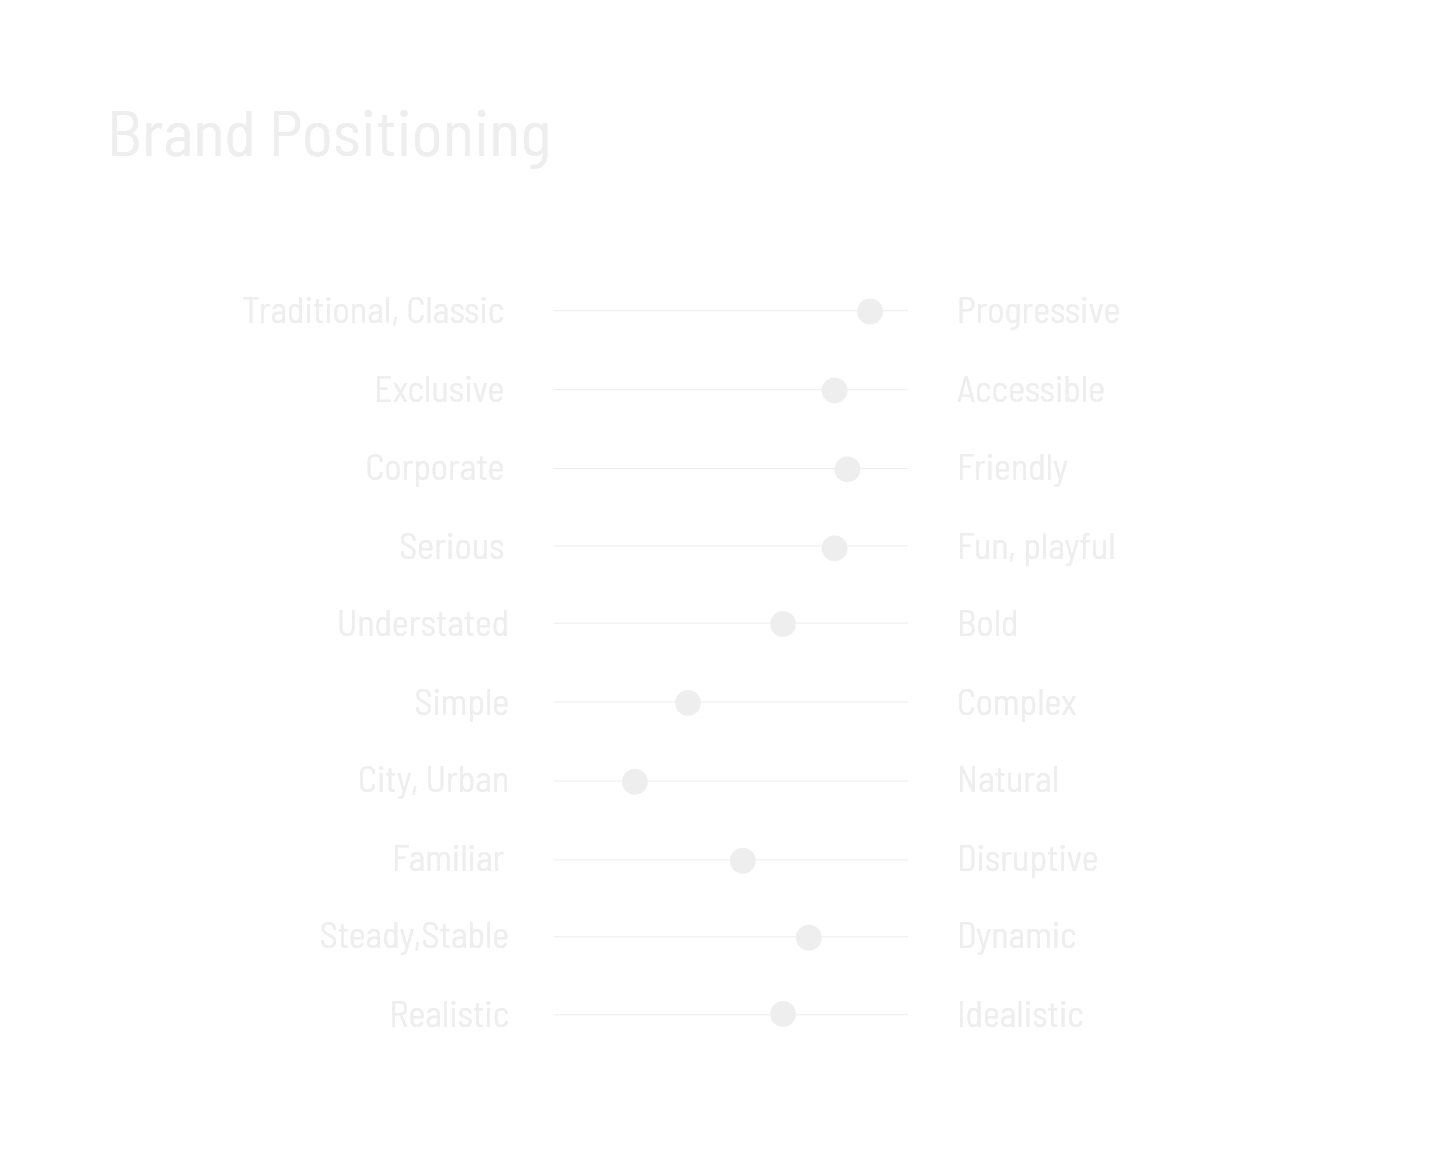 Brand Positioning
Traditional, Classic Progressive
Exclusive Accessible
Corporate Friendly
Serious Fun, playful
Understated Bold
Simple Complex
City, Urban Natural
Familiar Disruptive
Steady,Stable Dynamic
Realistic Idealistic